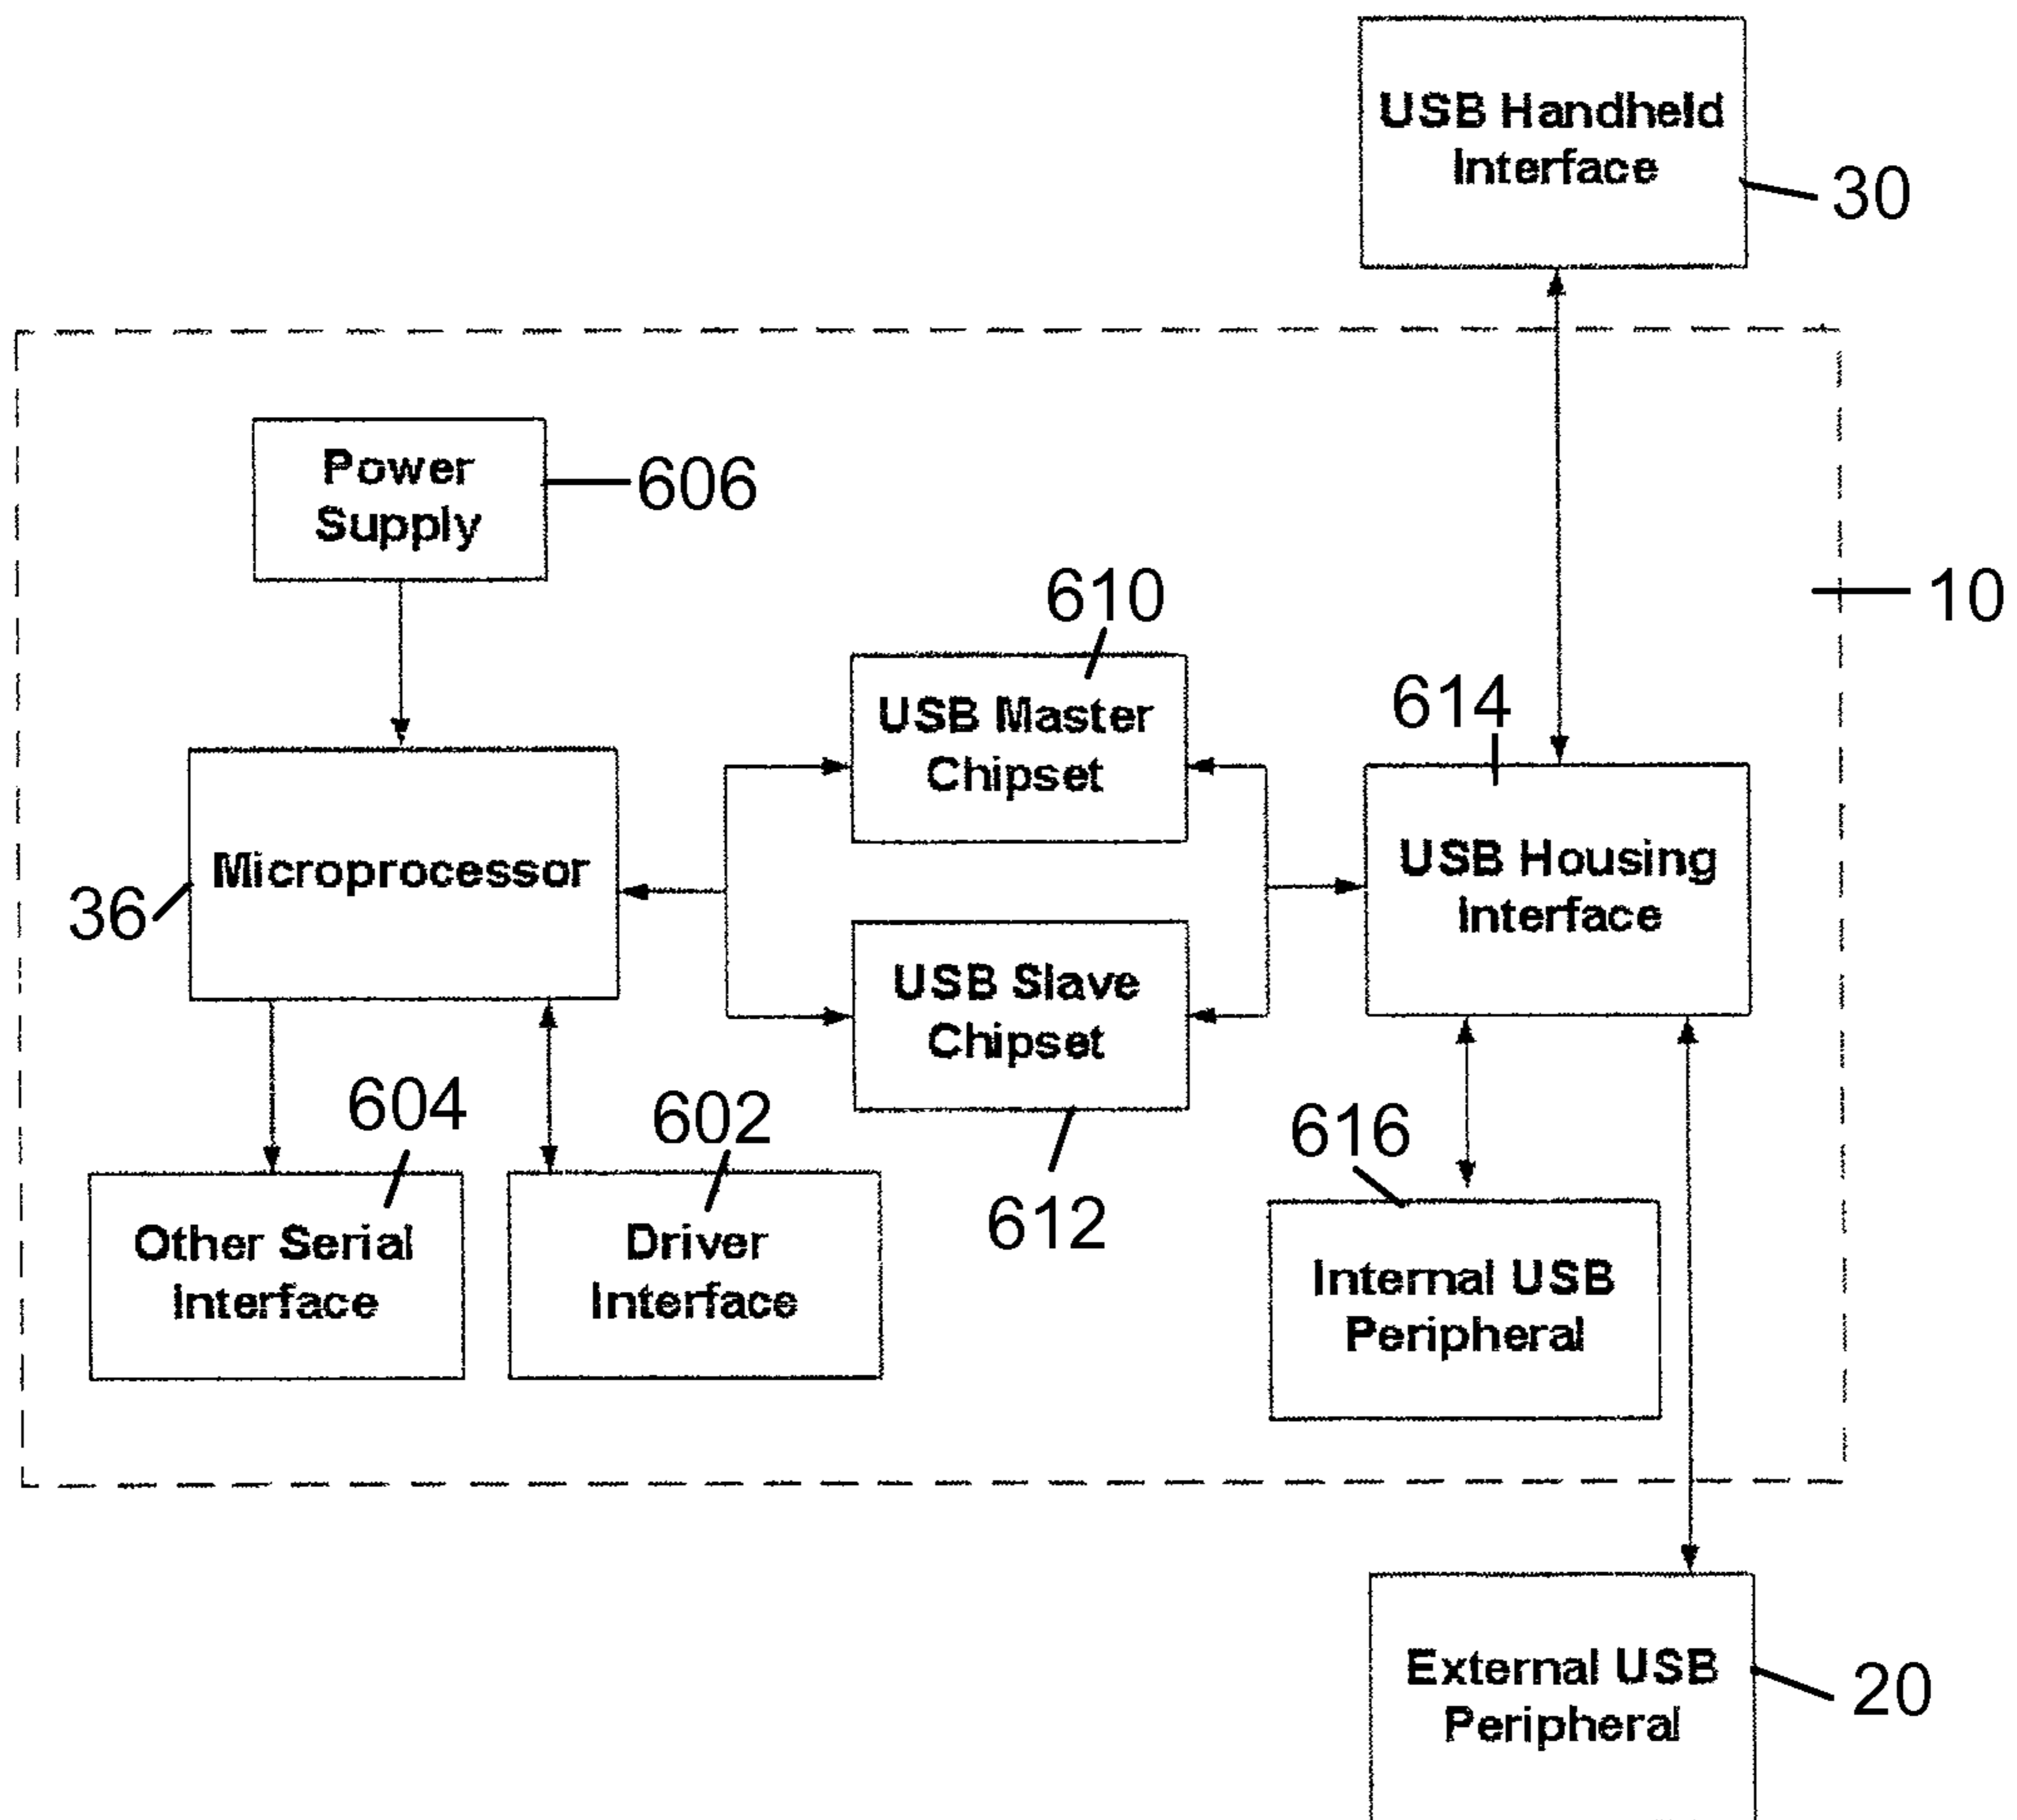 USB Handheld
Interface
30
Power
Supply
606
10
610
USB Master
Chipset
614
Microprocessor
36
USB Housing
Interface
USB Slave
Chipset
604
602
612
616
Other Serial
Interface
Driver
Interface
Internal USB
Peripheral
External USB
Peripheral
20